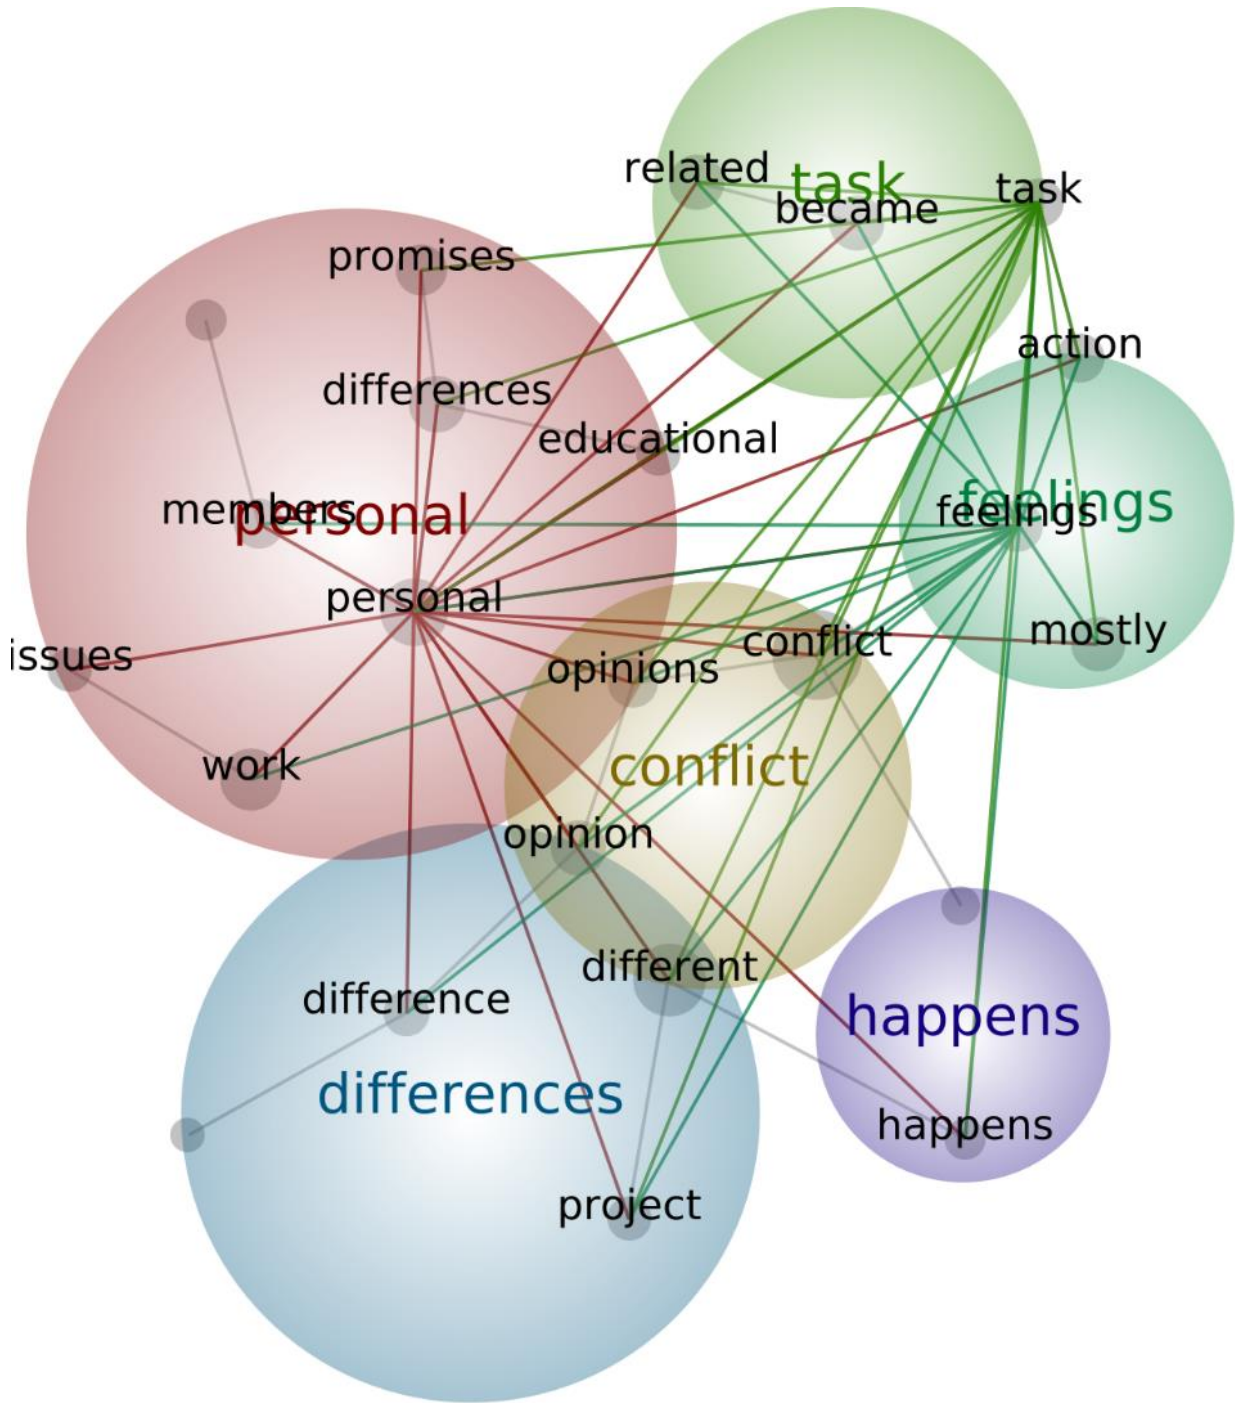 related
task
became
task
promises
action
differences
educational
members
personal
feelings
feelings
personal
issues
opinions
conflict
mostly
work
conflict
opinion
different
difference
happens
differences
happens
project